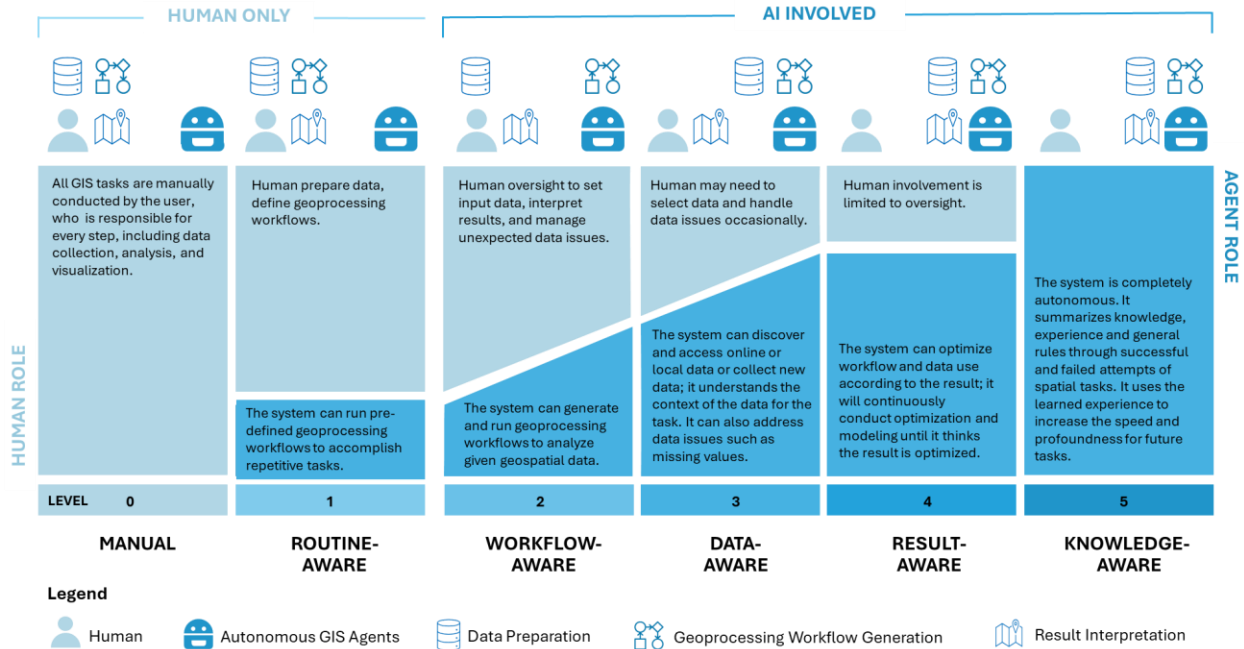 HUMAN ONLY
AI INVOLVED
All GIS tasks are manually
conducted by the user,
who is responsible for
every step, including data
collection, analysis, and
visualization.
Human prepare data,
define geoprocessing
workflows.
The system can run pre-
defined geoprocessing
workflows to accomplish
repetitive tasks.
Human oversight to set
input data, interpret
results, and manage
unexpected data issues.
The system can generate
and run geoprocessing
workflows to analyze
given geospatial data.
Human may need to
select data and handle
data issues occasionally.
The system can discover
and access online or
local data or collect new
data; it understands the
context of the data for the
task. It can also address
data issues such as
missing values.
Human involvement is
limited to oversight.
The system can optimize
workflow and data use
according to the result; it
will continuously
conduct optimization and
modeling until it thinks
the result is optimized.
The system is completely
autonomous. It
summarizes knowledge,
experience and general
rules through successful
and failed attempts of
spatial tasks. It uses the
learned experience to
increase the speed and
profoundness for future
tasks.
HUMAN ROLE
AGENT ROLE
LEVEL 0 1 2 3 4 5
MANUAL
ROUTINE-
AWARE
WORKFLOW-
AWARE
DATA-
AWARE
RESULT-
AWARE
KNOWLEDGE-
AWARE
Legend
Human
Autonomous GIS Agents
Data Preparation
Geoprocessing Workflow Generation
Result Interpretation